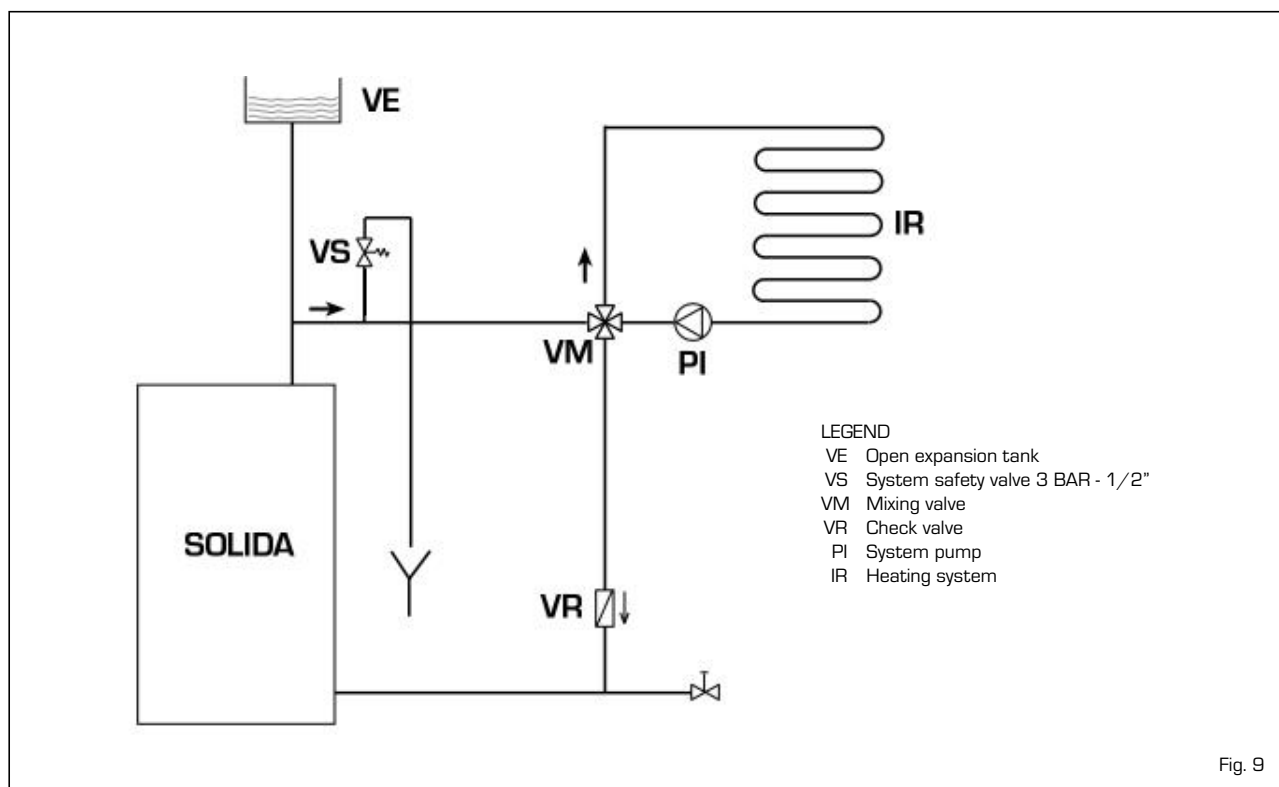 VE
VS
IR
VM
PI
SOLIDA
VR
LEGEND
VE Open expansion tank
VS System safety valve 3 BAR - 1/2”
VM Mixing valve
VR Check valve
PI System pump
IR Heating system
Fig. 9